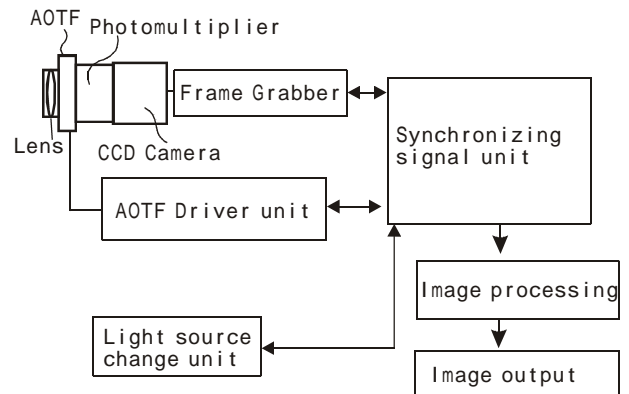 AOTF
Photomultiplier
Lens
CCD Camera
Frame Grabber
Synchronizing
signal unit
AOTF Driver unit
Image processing
Light source
change unit
Image output